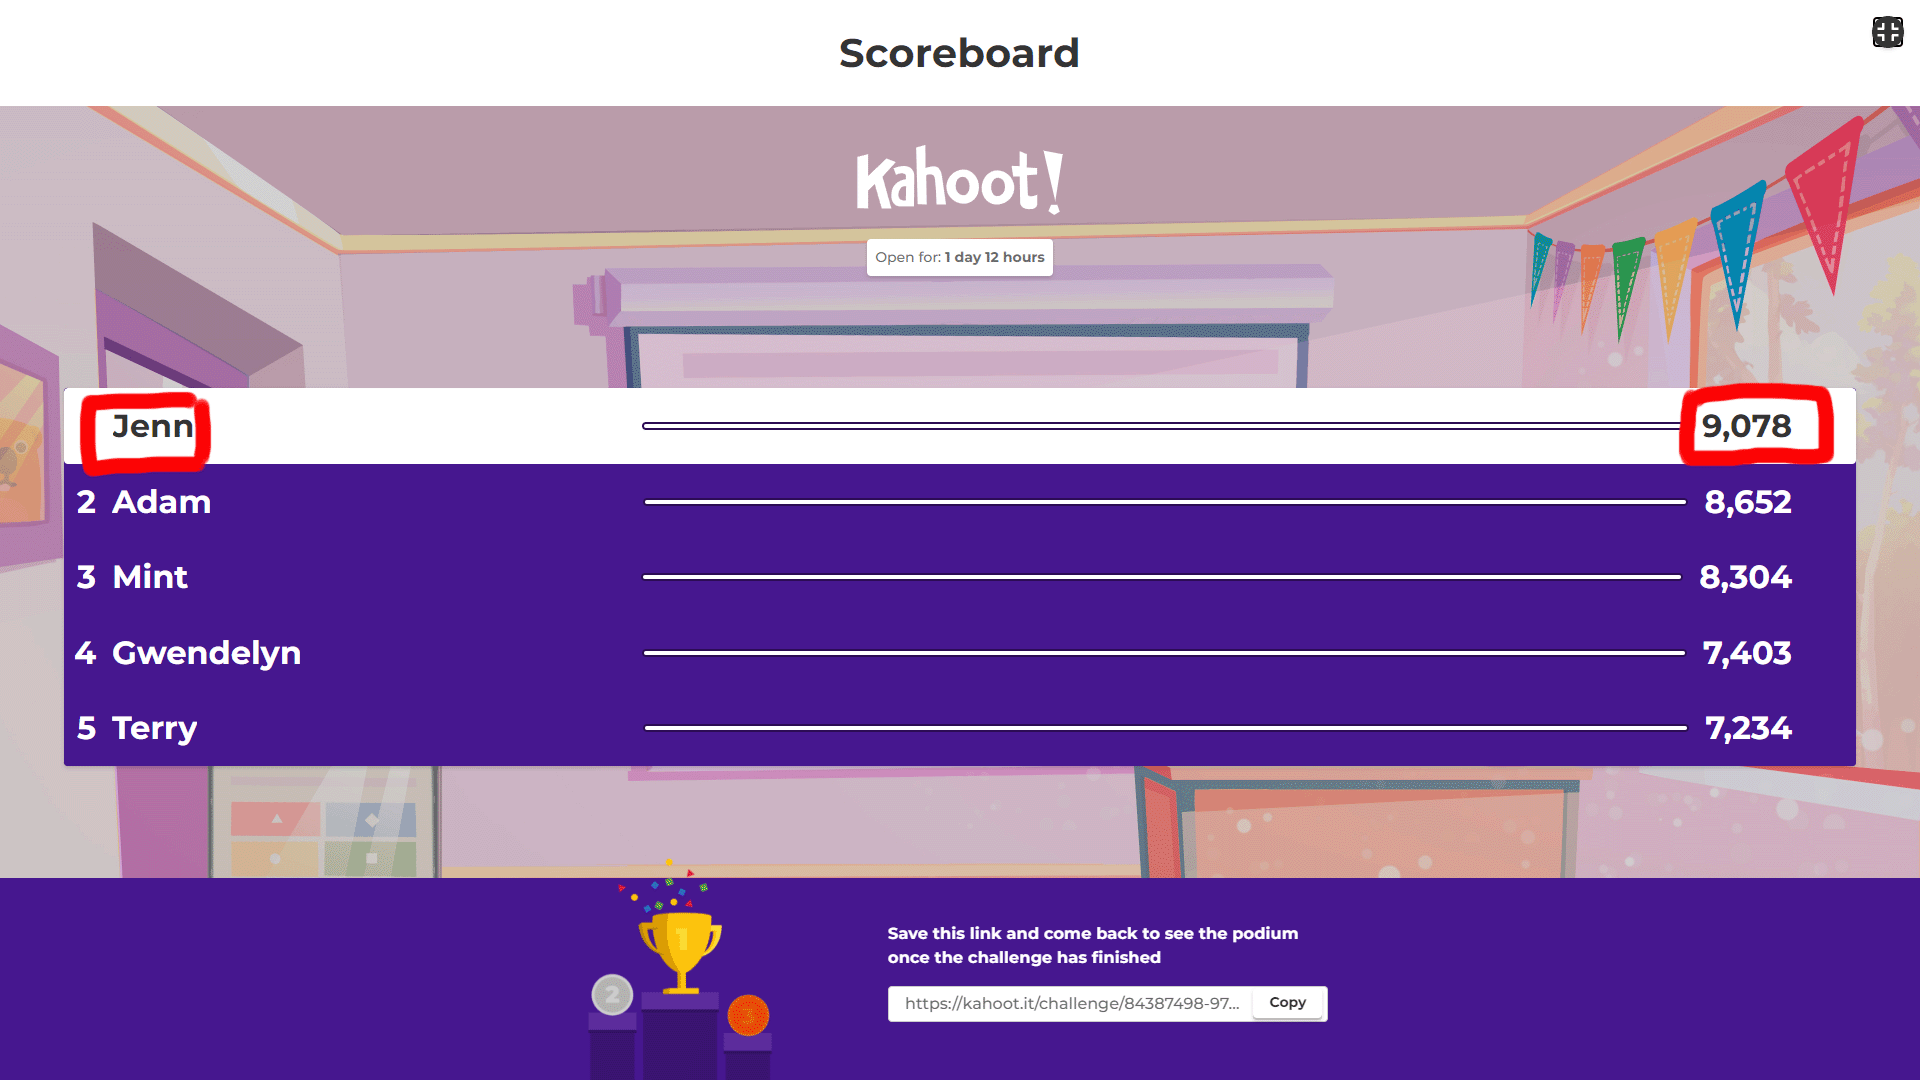 Scoreboard
Kahoot!
Open for: 1 day 12 hours
Jenn 9,078
2 Adam 8,652
3 Mint 8,304
4 Gwendelyn 7,403
5 Terry 7,234
1
2
3
Save this link and come back to see the podium
once the challenge has finished
https://kahoot.it/challenge/84387498-97... Copy